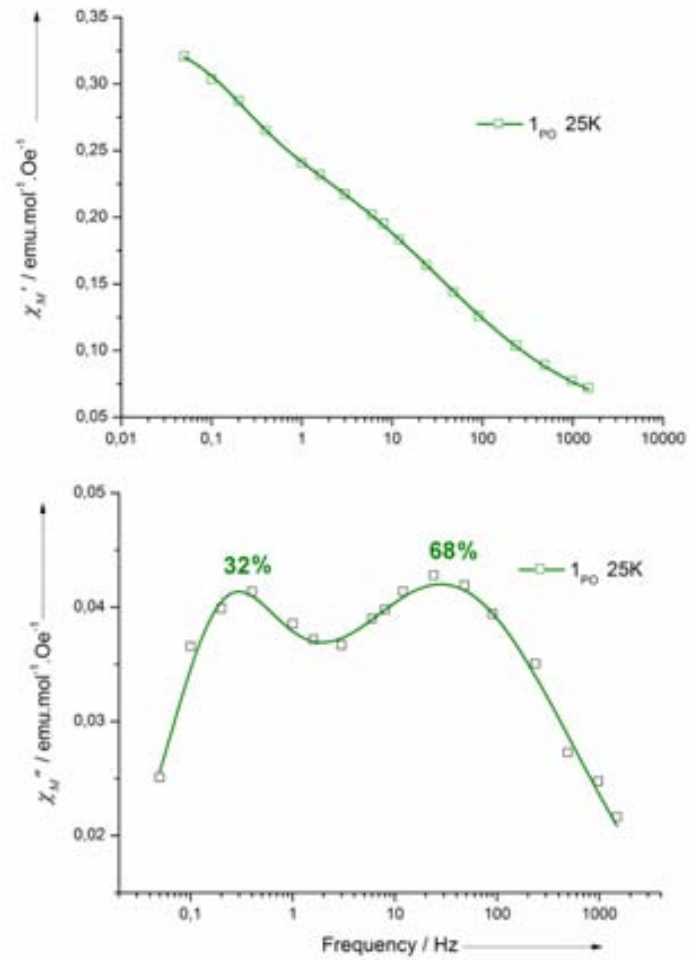 0,35
0,30
0,25
0,20
0,15
0,10
0,05
χM' / emu.mol-1.Oe-1
1PO 25K
0,01 0,1 1 10 100 1000 10000
0,05
0,04
0,03
0,02
χM'' / emu.mol-1.Oe-1
32%
68%
1PO 25K
0,1 1 10 100 1000
Frequency / Hz